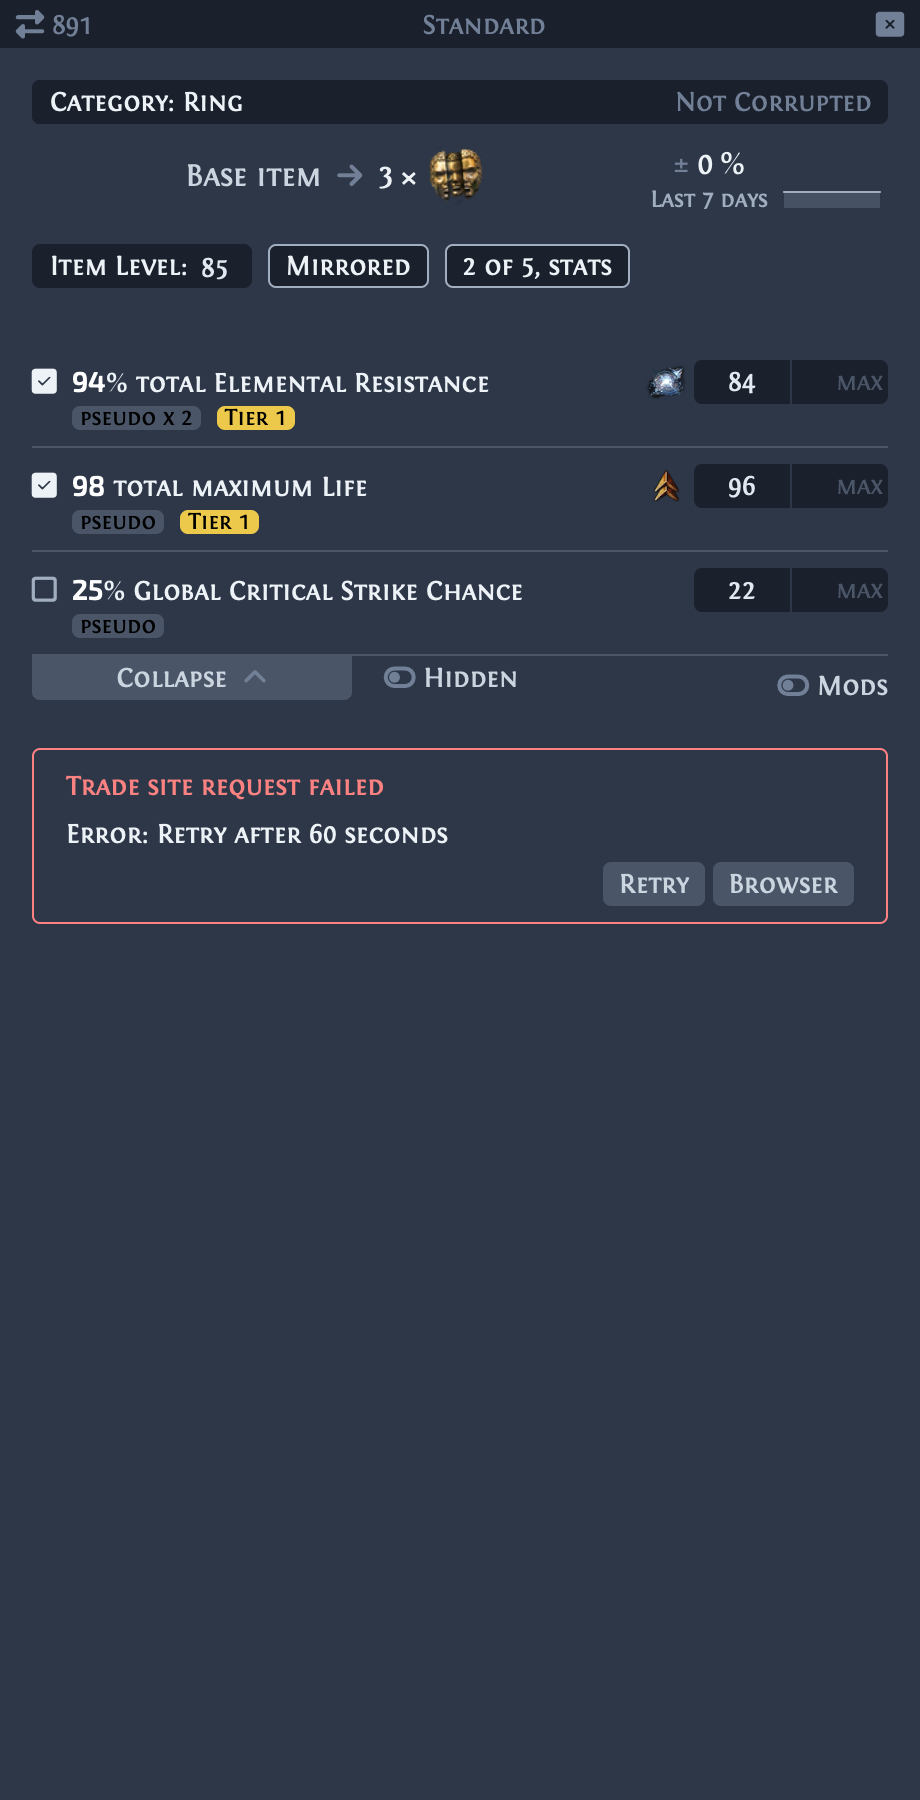 891 Standard
Category: Ring Not Corrupted
Base item → 3 × ± 0 %
Last 7 days
Item Level: 85 Mirrored 2 of 5, stats
94% total Elemental Resistance 84 max
pseudo x 2 Tier 1
98 total maximum Life 96 max
pseudo Tier 1
25% Global Critical Strike Chance 22 max
pseudo
Collapse Hidden Mods
Trade site request failed
Error: Retry after 60 seconds
Retry Browser